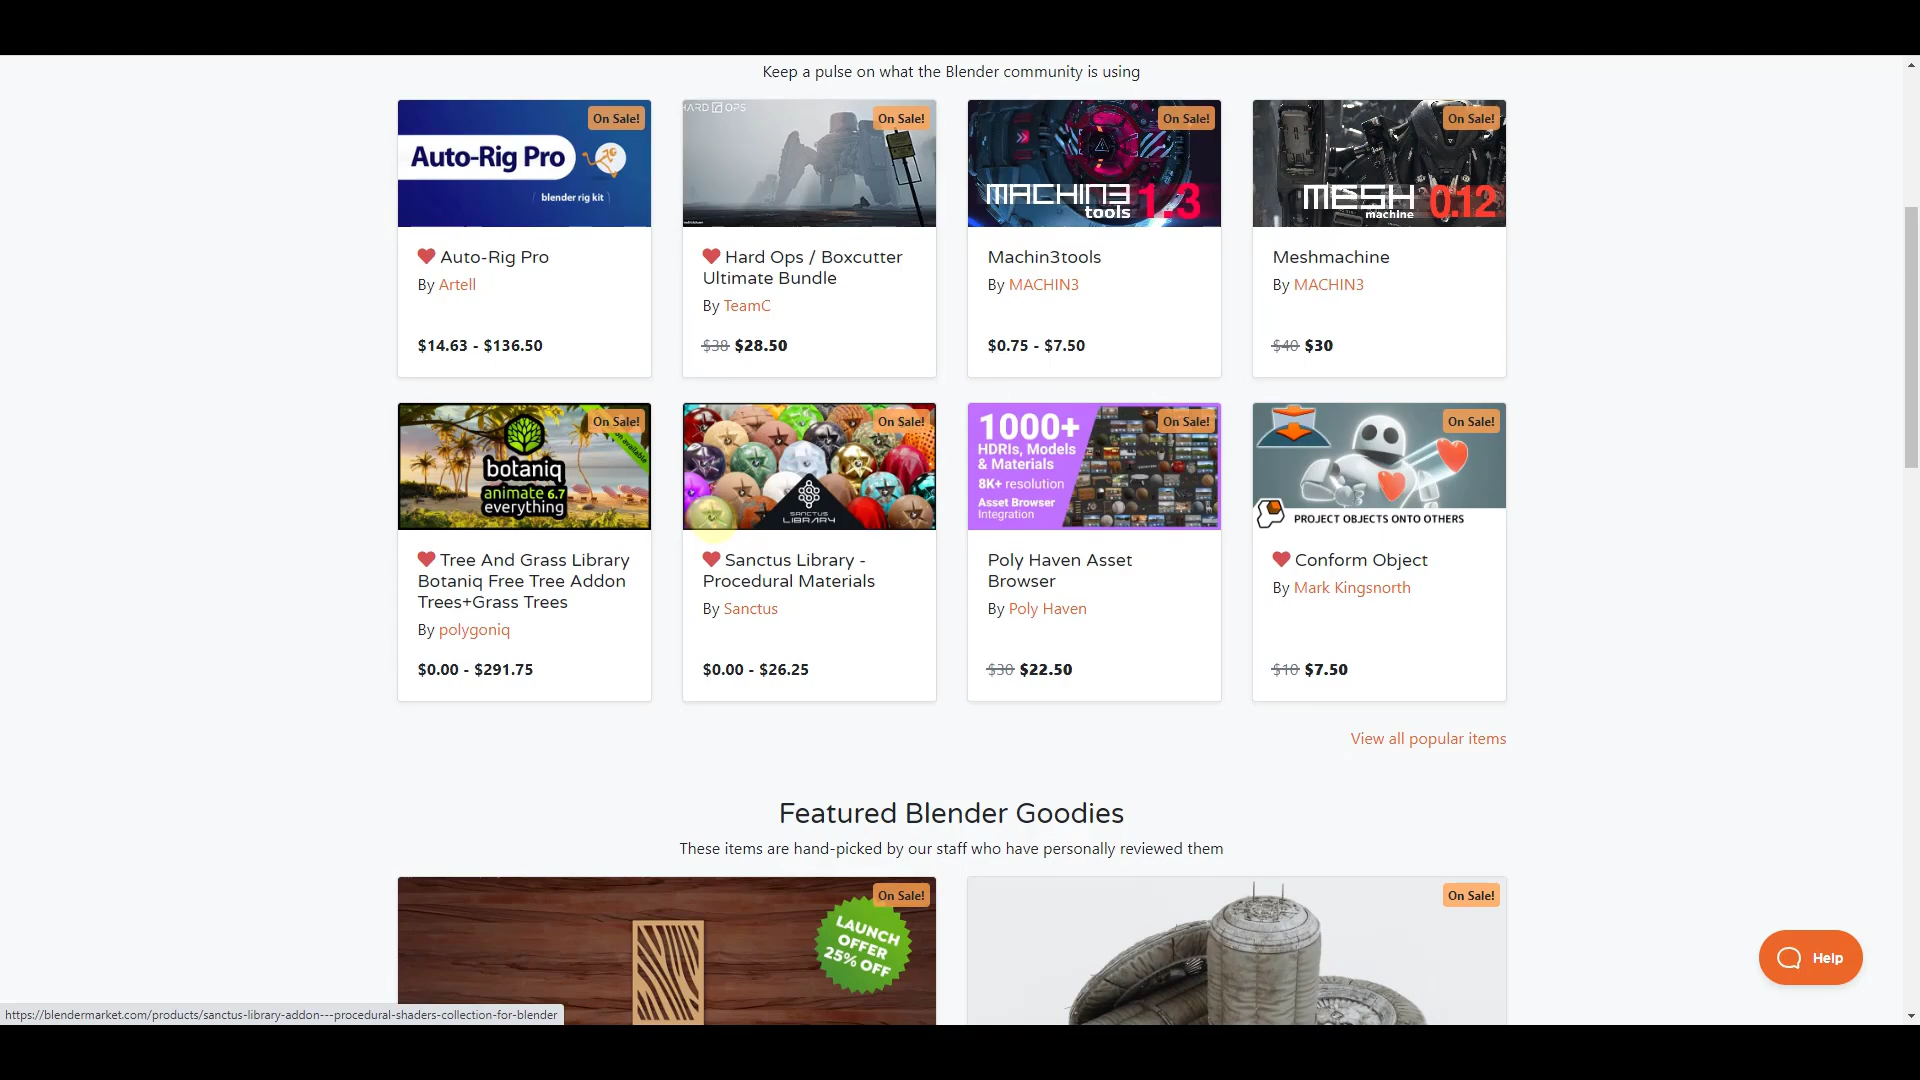 Keep a pulse on what the Blender community is using
On Sale!
Auto-Rig Pro
blender rig kit
Auto-Rig Pro
By Artell
$14.63 - $136.50
HARD OPS
On Sale!
Hard Ops / Boxcutter
Ultimate Bundle
By TeamC
$38 $28.50
On Sale!
MACHIN3
tools
1.3
Machin3tools
By MACHIN3
$0.75 - $7.50
On Sale!
MESH
machine
0.12
Meshmachine
By MACHIN3
$40 $30
On Sale!
botaniq
animate 6.7
everything
Tree And Grass Library
Botaniq Free Tree Addon
Trees+Grass Trees
By polygoniq
$0.00 - $291.75
On Sale!
SANCTUS
LIBRARY
Sanctus Library -
Procedural Materials
By Sanctus
$0.00 - $26.25
1000+
HDRIs, Models
& Materials
8K+ resolution
Asset Browser
Integration
On Sale!
Poly Haven Asset
Browser
By Poly Haven
$30 $22.50
On Sale!
PROJECT OBJECTS ONTO OTHERS
Conform Object
By Mark Kingsnorth
$10 $7.50
View all popular items
Featured Blender Goodies
These items are hand-picked by our staff who have personally reviewed them
On Sale!
LAUNCH
OFFER
25% OFF
On Sale!
Help
https://blendermarket.com/products/sanctus-library-addon---procedural-shaders-collection-for-blender